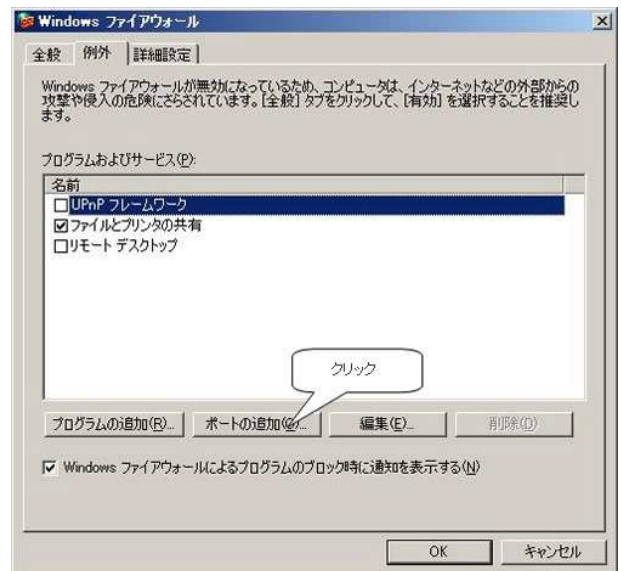 Windows ファイアウォール
全般 例外 詳細設定
Windows ファイアウォールが無効になっているため、コンピュータは、インターネットなどの外部からの
攻撃や侵入の危険にさらされています。[全般] タブをクリックして、[有効] を選択することを推奨し
ます。
プログラムおよびサービス(P):
名前
UPnP フレームワーク
ファイルとプリンタの共有
リモート デスクトップ
クリック
プログラムの追加(R)... ポートの追加(O)... 編集(E)... 削除(D)
Windows ファイアウォールによるプログラムのブロック時に通知を表示する(N)
OK キャンセル